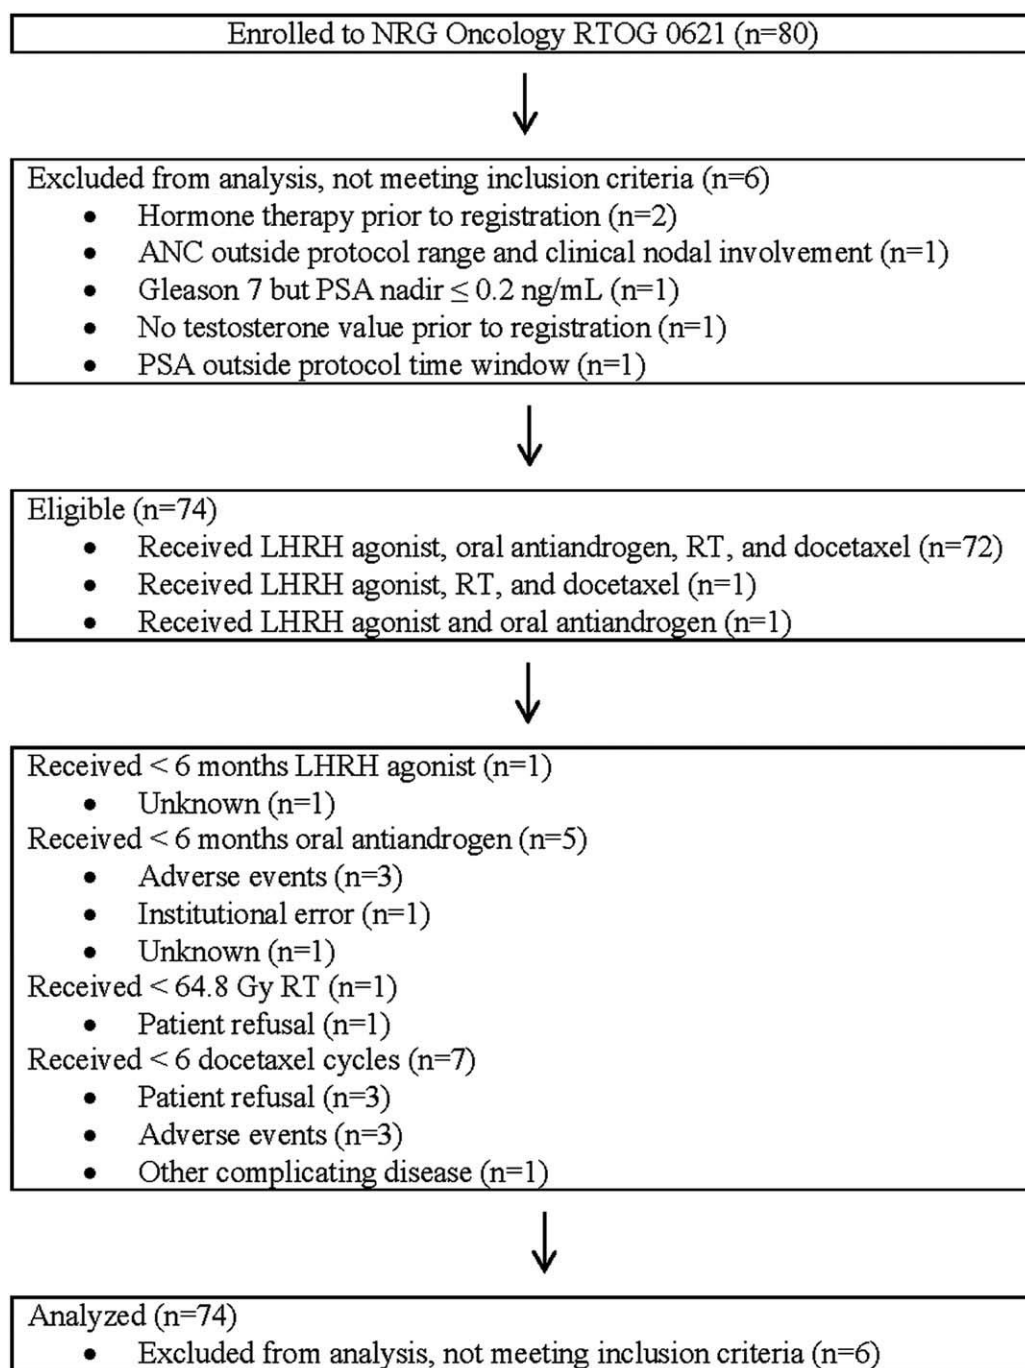 Enrolled to NRG Oncology RTOG 0621 (n=80)
Excluded from analysis, not meeting inclusion criteria (n=6)
• Hormone therapy prior to registration (n=2)
• ANC outside protocol range and clinical nodal involvement (n=1)
• Gleason 7 but PSA nadir ≤ 0.2 ng/mL (n=1)
• No testosterone value prior to registration (n=1)
• PSA outside protocol time window (n=1)
Eligible (n=74)
• Received LHRH agonist, oral antiandrogen, RT, and docetaxel (n=72)
• Received LHRH agonist, RT, and docetaxel (n=1)
• Received LHRH agonist and oral antiandrogen (n=1)
Received < 6 months LHRH agonist (n=1)
• Unknown (n=1)
Received < 6 months oral antiandrogen (n=5)
• Adverse events (n=3)
• Institutional error (n=1)
• Unknown (n=1)
Received < 64.8 Gy RT (n=1)
• Patient refusal (n=1)
Received < 6 docetaxel cycles (n=7)
• Patient refusal (n=3)
• Adverse events (n=3)
• Other complicating disease (n=1)
Analyzed (n=74)
• Excluded from analysis, not meeting inclusion criteria (n=6)